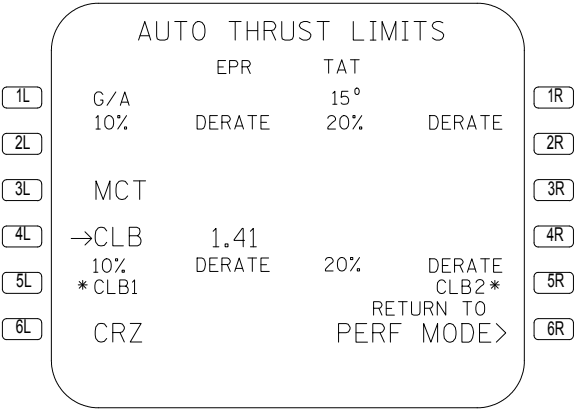 AUTO THRUST LIMITS
EPR TAT
1L G/A 15° 1R
10% DERATE 20% DERATE
2L 2R
3L MCT 3R
4L →CLB 1.41 4R
10% DERATE 20% DERATE
5L *CLB1 CLB2* 5R
RETURN TO
6L CRZ PERF MODE> 6R